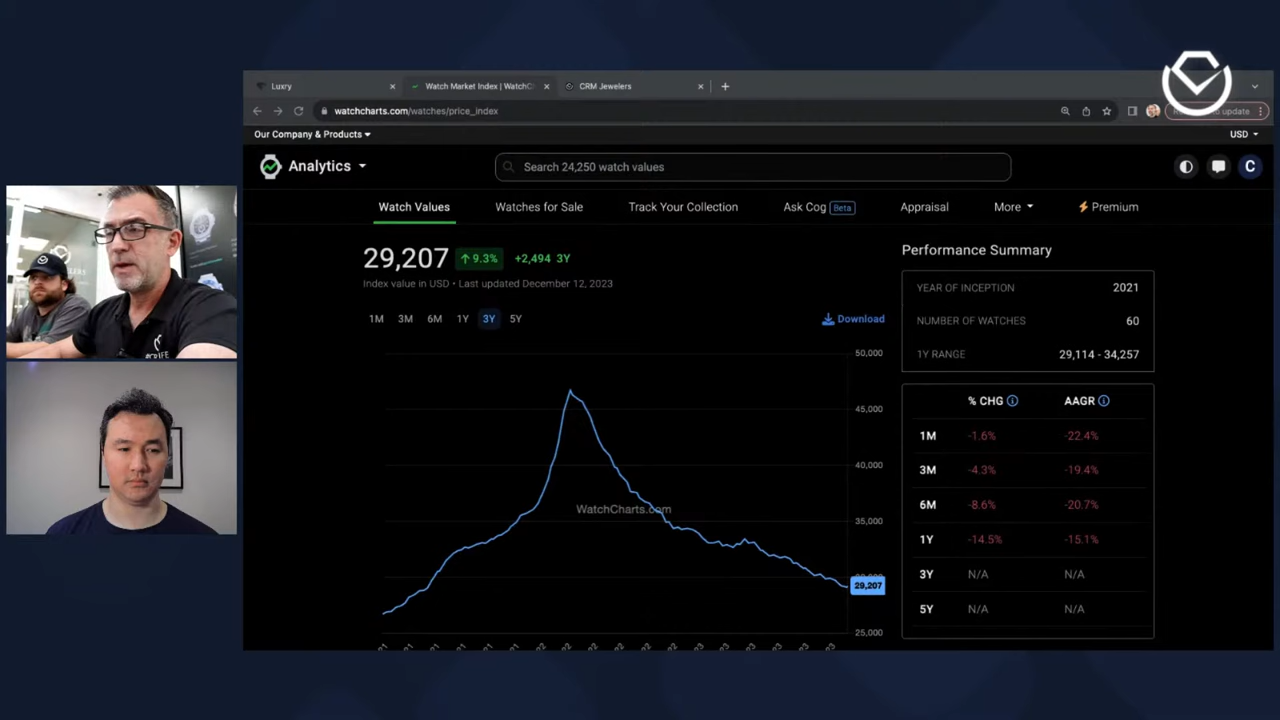 Luxry
Watch Market Index | WatchC
CRM Jewelers
watchcharts.com/watches/price_index
update
Our Company & Products
USD
Analytics
Search 24,250 watch values
C
Watch Values
Watches for Sale
Track Your Collection
Ask Cog Beta
Appraisal
More
Premium
29,207 ↑ 9.3% +2,494 3Y
Index value in USD • Last updated December 12, 2023
1M 3M 6M 1Y 3Y 5Y
Download
50,000
45,000
40,000
35,000
29,207
25,000
WatchCharts.com
Performance Summary
YEAR OF INCEPTION 2021
NUMBER OF WATCHES 60
1Y RANGE 29,114 - 34,257
% CHG AAGR
1M -1.6% -22.4%
3M -4.3% -19.4%
6M -8.6% -20.7%
1Y -14.5% -15.1%
3Y N/A N/A
5Y N/A N/A